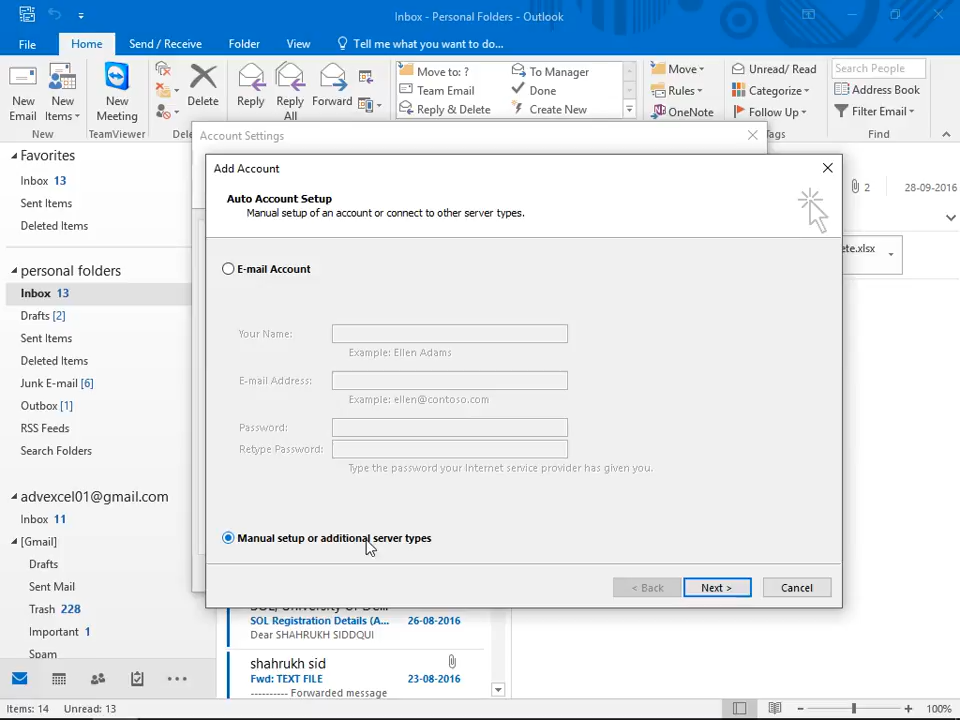 Inbox - Personal Folders - Outlook
File Home Send / Receive Folder View Tell me what you want to do...
New Email
New Items
New
New Meeting
TeamViewer
Delete
Reply
Reply All
Forward
Move to: ?
Team Email
Reply & Delete
To Manager
Done
Create New
Move
Rules
OneNote
Unread/ Read
Categorize
Follow Up
Tags
Search People
Address Book
Filter Email
Find
Favorites
Inbox 13
Sent Items
Deleted Items
personal folders
Inbox 13
Drafts [2]
Sent Items
Deleted Items
Junk E-mail [6]
Outbox [1]
RSS Feeds
Search Folders
advexcel01@gmail.com
Inbox 11
[Gmail]
Drafts
Sent Mail
Trash 228
Important 1
Spam
Account Settings
Add Account
Auto Account Setup
Manual setup of an account or connect to other server types.
E-mail Account
Your Name:
Example: Ellen Adams
E-mail Address:
Example: ellen@contoso.com
Password:
Retype Password:
Type the password your Internet service provider has given you.
Manual setup or additional server types
< Back Next > Cancel
2 28-09-2016
ete.xlsx
SOL Registration Details (A... 26-08-2016
Dear SHAHRUKH SIDDQUI
shahrukh sid
Fwd: TEXT FILE 23-08-2016
---------- Forwarded message
Items: 14 Unread: 13
100%